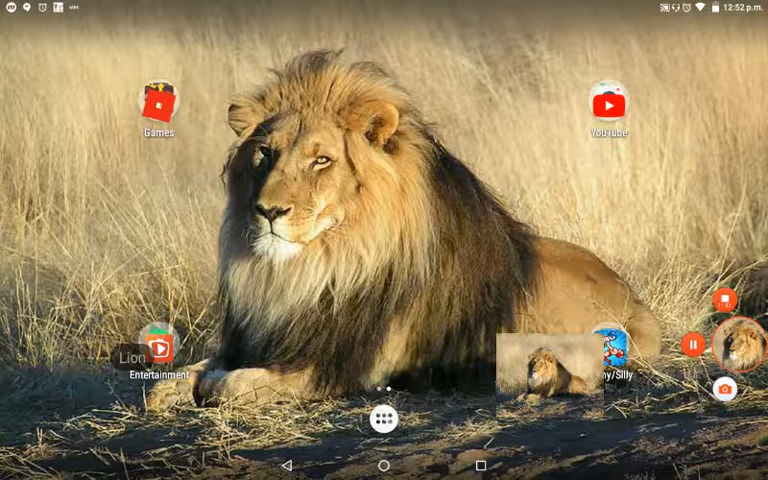 12:52 p.m.
Games
YouTube
Lion
Entertainment
ny/Silly